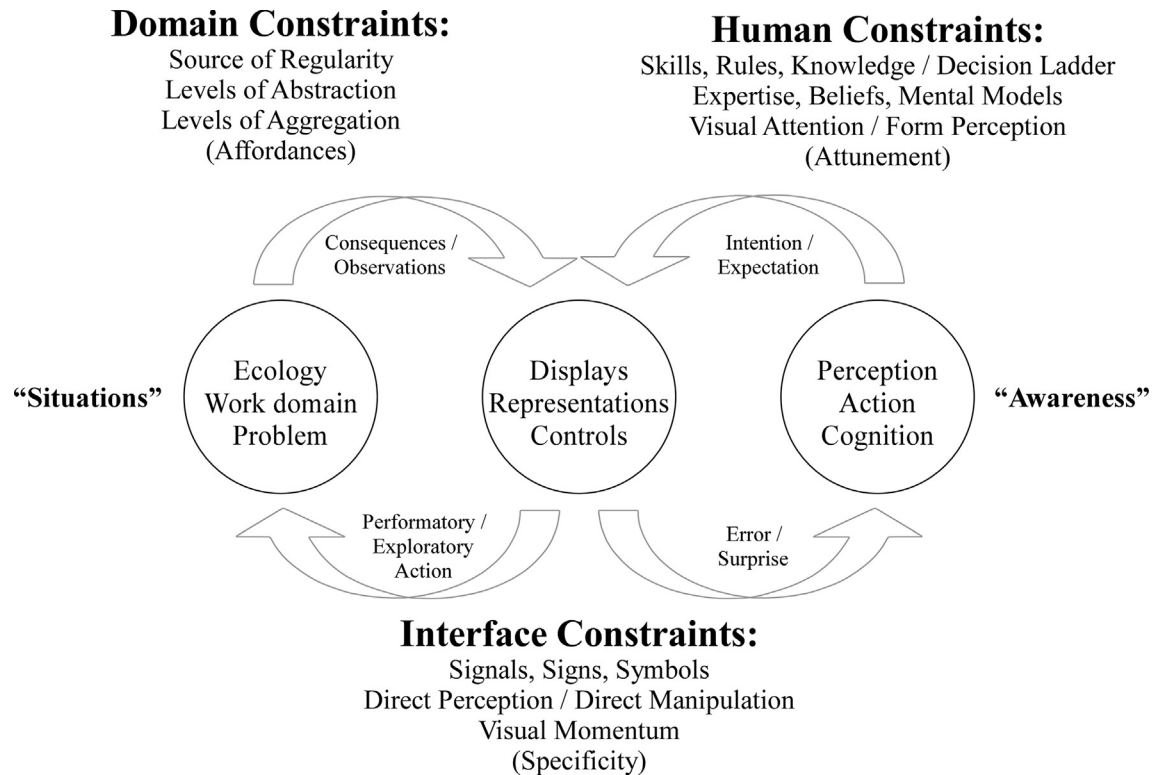 Domain Constraints:
Source of Regularity
Levels of Abstraction
Levels of Aggregation
(Affordances)
Human Constraints:
Skills, Rules, Knowledge / Decision Ladder
Expertise, Beliefs, Mental Models
Visual Attention / Form Perception
(Attunement)
Consequences /
Observations
Intention /
Expectation
“Situations”
Ecology
Work domain
Problem
Displays
Representations
Controls
Perception
Action
Cognition
“Awareness”
Performatory /
Exploratory
Action
Error /
Surprise
Interface Constraints:
Signals, Signs, Symbols
Direct Perception / Direct Manipulation
Visual Momentum
(Specificity)